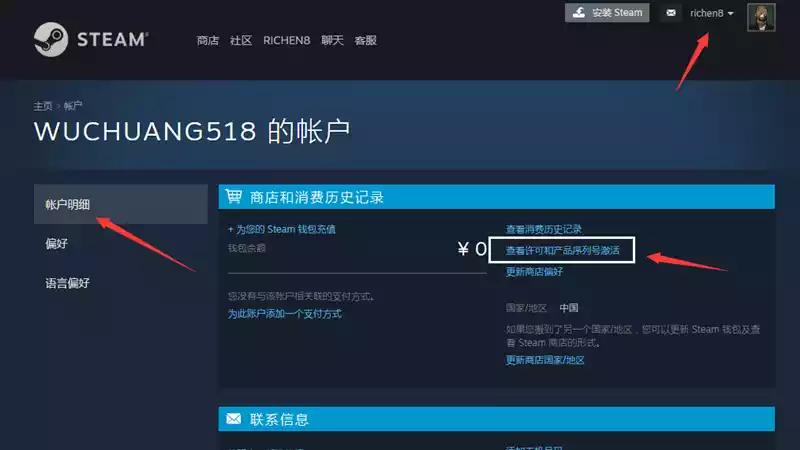 STEAM®
商店 社区 RICHEN8 聊天 客服
安装 Steam
richen8
主页 > 帐户
WUCHUANG518 的帐户
帐户明细
偏好
语言偏好
商店和消费历史记录
+ 为您的 Steam 钱包充值
钱包余额
¥ 0
您没有与该帐户相关联的支付方式。
为此账户添加一个支付方式
查看消费历史记录
查看许可和产品序列号激活
更新商店偏好
国家/地区 中国
如果您搬到了另一个国家/地区，您可以更新 Steam 钱包及查
看 Steam 商店的形式。
更新商店国家/地区
联系信息